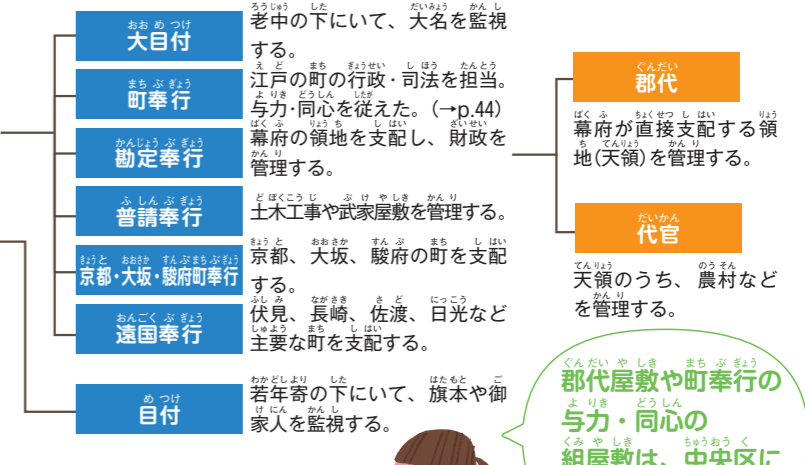 大目付
老中の下にいて、大名を監視
する。
町奉行
江戸の町の行政・司法を担当。
与力・同心を従えた。(→p.44)
勘定奉行
幕府の領地を支配し、財政を
管理する。
普請奉行
土木工事や武家屋敷を管理する。
京都・大坂・駿府町奉行
京都、大坂、駿府の町を支配
する。
遠国奉行
伏見、長崎、佐渡、日光など
主要な町を支配する。
目付
若年寄の下にいて、旗本や御
家人を監視する。
郡代
幕府が直接支配する領
地(天領)を管理する。
代官
天領のうち、農村など
を管理する。
郡代屋敷や町奉行の
与力・同心の
組屋敷は、中央区に